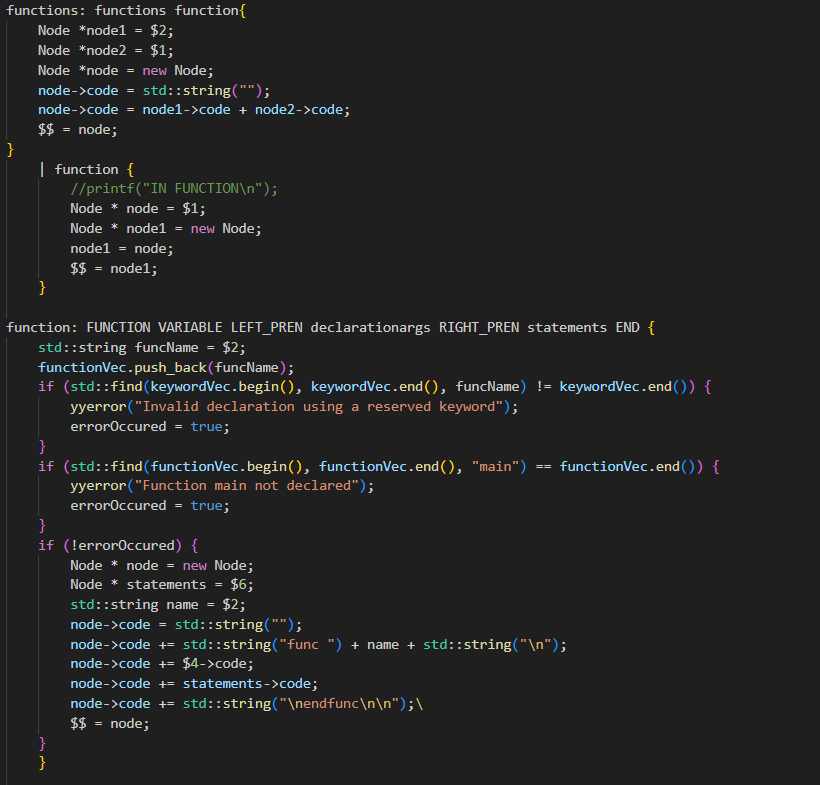 functions: functions function{
    Node *node1 = $2;
    Node *node2 = $1;
    Node *node = new Node;
    node->code = std::string("");
    node->code = node1->code + node2->code;
    $$ = node;
}
    | function {
        //printf("IN FUNCTION\n");
        Node * node = $1;
        Node * node1 = new Node;
        node1 = node;
        $$ = node1;
    }

function: FUNCTION VARIABLE LEFT_PREN declarationargs RIGHT_PREN statements END {
    std::string funcName = $2;
    functionVec.push_back(funcName);
    if (std::find(keywordVec.begin(), keywordVec.end(), funcName) != keywordVec.end()) {
        yyerror("Invalid declaration using a reserved keyword");
        errorOccured = true;
    }
    if (std::find(functionVec.begin(), functionVec.end(), "main") == functionVec.end()) {
        yyerror("Function main not declared");
        errorOccured = true;
    }
    if (!errorOccured) {
        Node * node = new Node;
        Node * statements = $6;
        std::string name = $2;
        node->code = std::string("");
        node->code += std::string("func ") + name + std::string("\n");
        node->code += $4->code;
        node->code += statements->code;
        node->code += std::string("\nendfunc\n\n");\
        $$ = node;
    }
    }